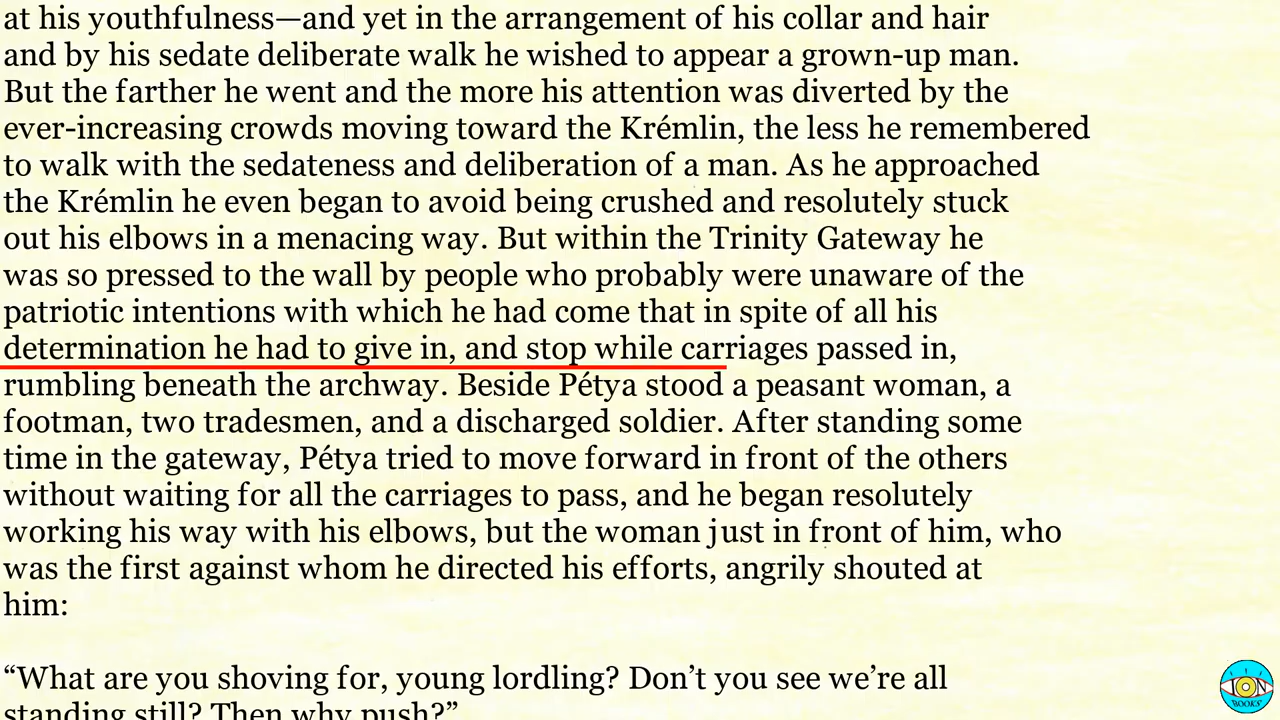 at his youthfulness—and yet in the arrangement of his collar and hair
and by his sedate deliberate walk he wished to appear a grown-up man.
But the farther he went and the more his attention was diverted by the
ever-increasing crowds moving toward the Krémlin, the less he remembered
to walk with the sedateness and deliberation of a man. As he approached
the Krémlin he even began to avoid being crushed and resolutely stuck
out his elbows in a menacing way. But within the Trinity Gateway he
was so pressed to the wall by people who probably were unaware of the
patriotic intentions with which he had come that in spite of all his
determination he had to give in, and stop while carriages passed in,
rumbling beneath the archway. Beside Pétya stood a peasant woman, a
footman, two tradesmen, and a discharged soldier. After standing some
time in the gateway, Pétya tried to move forward in front of the others
without waiting for all the carriages to pass, and he began resolutely
working his way with his elbows, but the woman just in front of him, who
was the first against whom he directed his efforts, angrily shouted at
him:
“What are you shoving for, young lordling? Don’t you see we’re all
standing still? Then why push?”
ION
BOOKS